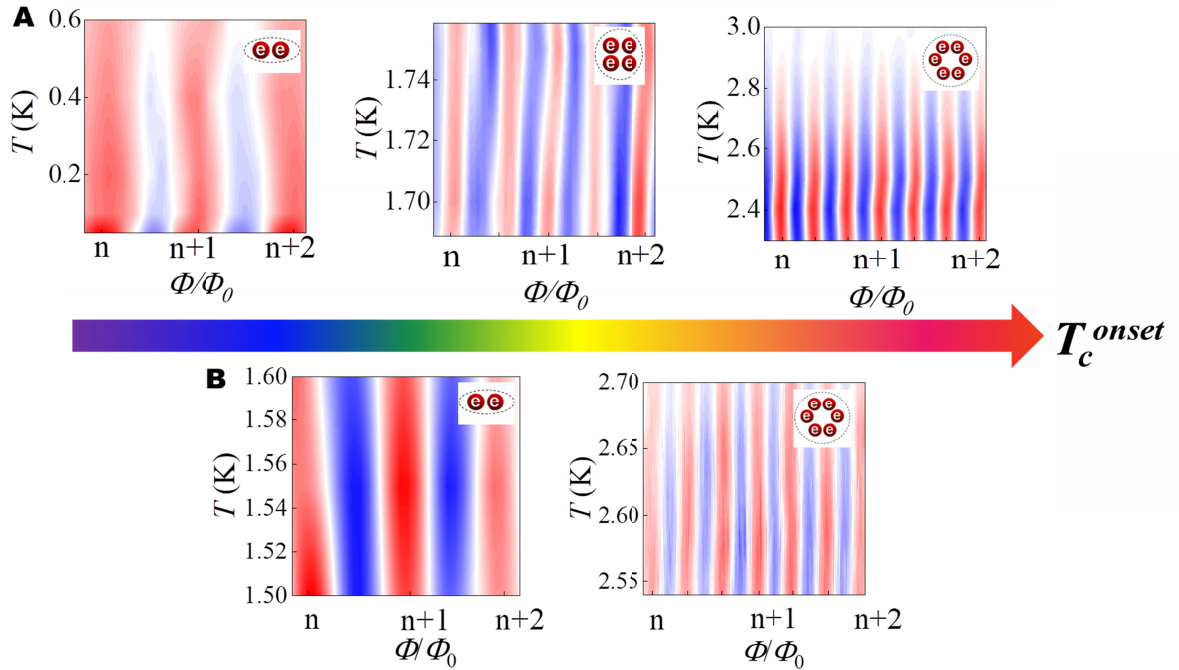 A
0.6
0.4
0.2
T (K)
e e
n n+1 n+2
Φ/Φ0
1.74
1.72
1.70
T (K)
e e
e e
n n+1 n+2
Φ/Φ0
3.0
2.8
2.6
2.4
T (K)
e e
e e
e e
n n+1 n+2
Φ/Φ0
Tc onset
B
1.60
1.58
1.56
1.54
1.52
1.50
T (K)
e e
n n+1 n+2
Φ/Φ0
2.70
2.65
2.60
2.55
T (K)
e e
e e
e e
n n+1 n+2
Φ/Φ0